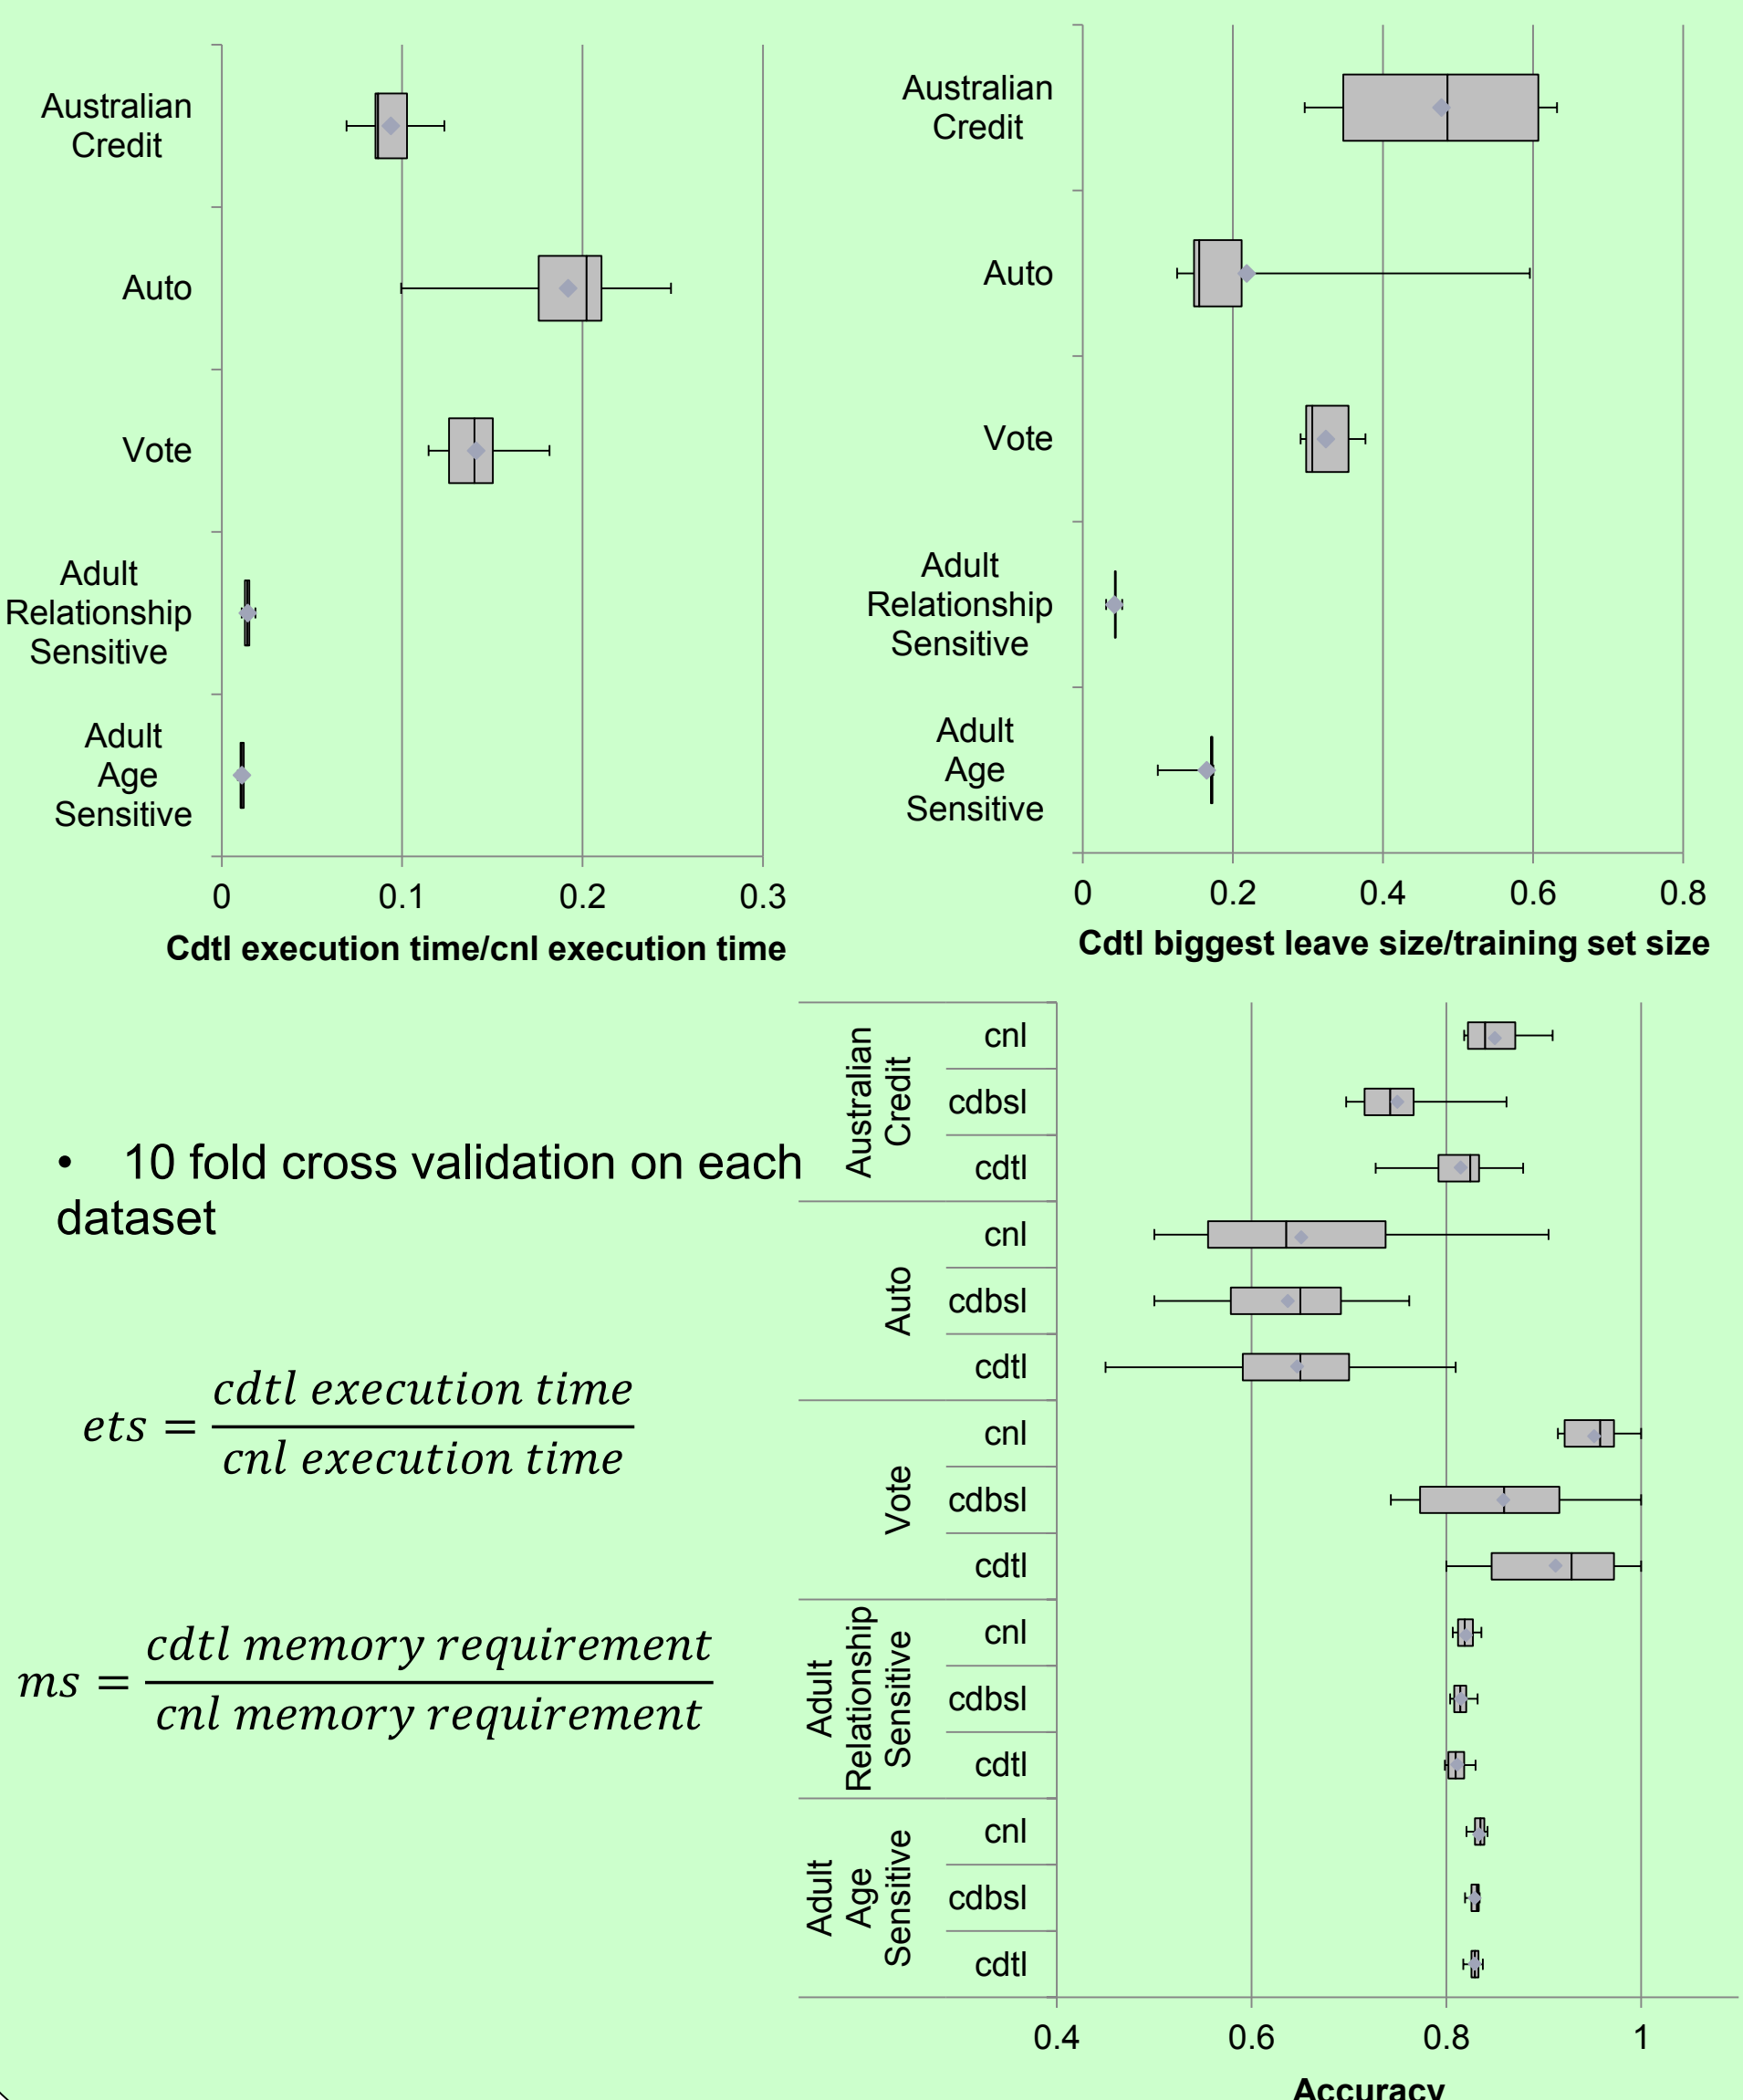 Australian
Credit
Auto
Vote
Adult
Relationship
Sensitive
Adult
Age
Sensitive
0 0.1 0.2 0.3
Cdtl execution time/cnl execution time
Australian
Credit
Auto
Vote
Adult
Relationship
Sensitive
Adult
Age
Sensitive
0 0.2 0.4 0.6 0.8
Cdtl biggest leave size/training set size
• 10 fold cross validation on each
dataset
ets = cdtl execution time / cnl execution time
ms = cdtl memory requirement / cnl memory requirement
Australian
Credit
cnl
cdbsl
cdtl
Auto
cnl
cdbsl
cdtl
Vote
cnl
cdbsl
cdtl
Adult
Relationship
Sensitive
cnl
cdbsl
cdtl
Adult
Age
Sensitive
cnl
cdbsl
cdtl
0.4 0.6 0.8 1
Accuracy